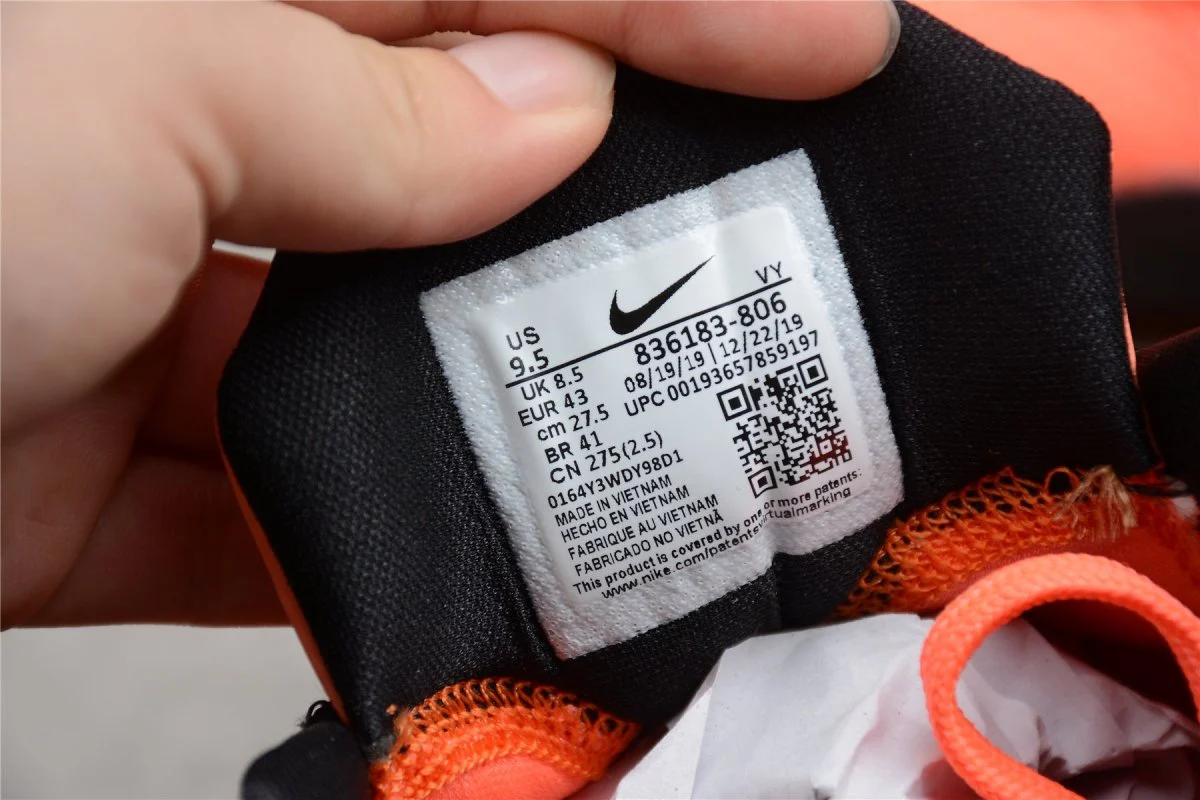 VY
US
9.5
836183-806
UK 8.5
08/19/19 | 12/22/19
EUR 43
UPC 00193657859197
cm 27.5
BR 41
CN 275(2.5)
0164Y3WDY98D1
MADE IN VIETNAM
HECHO EN VIETNAM
FABRIQUE AU VIETNAM
FABRICADO NO VIETNÃ
This product is covered by one or more patents:
www.nike.com/patentsvirtualmarking